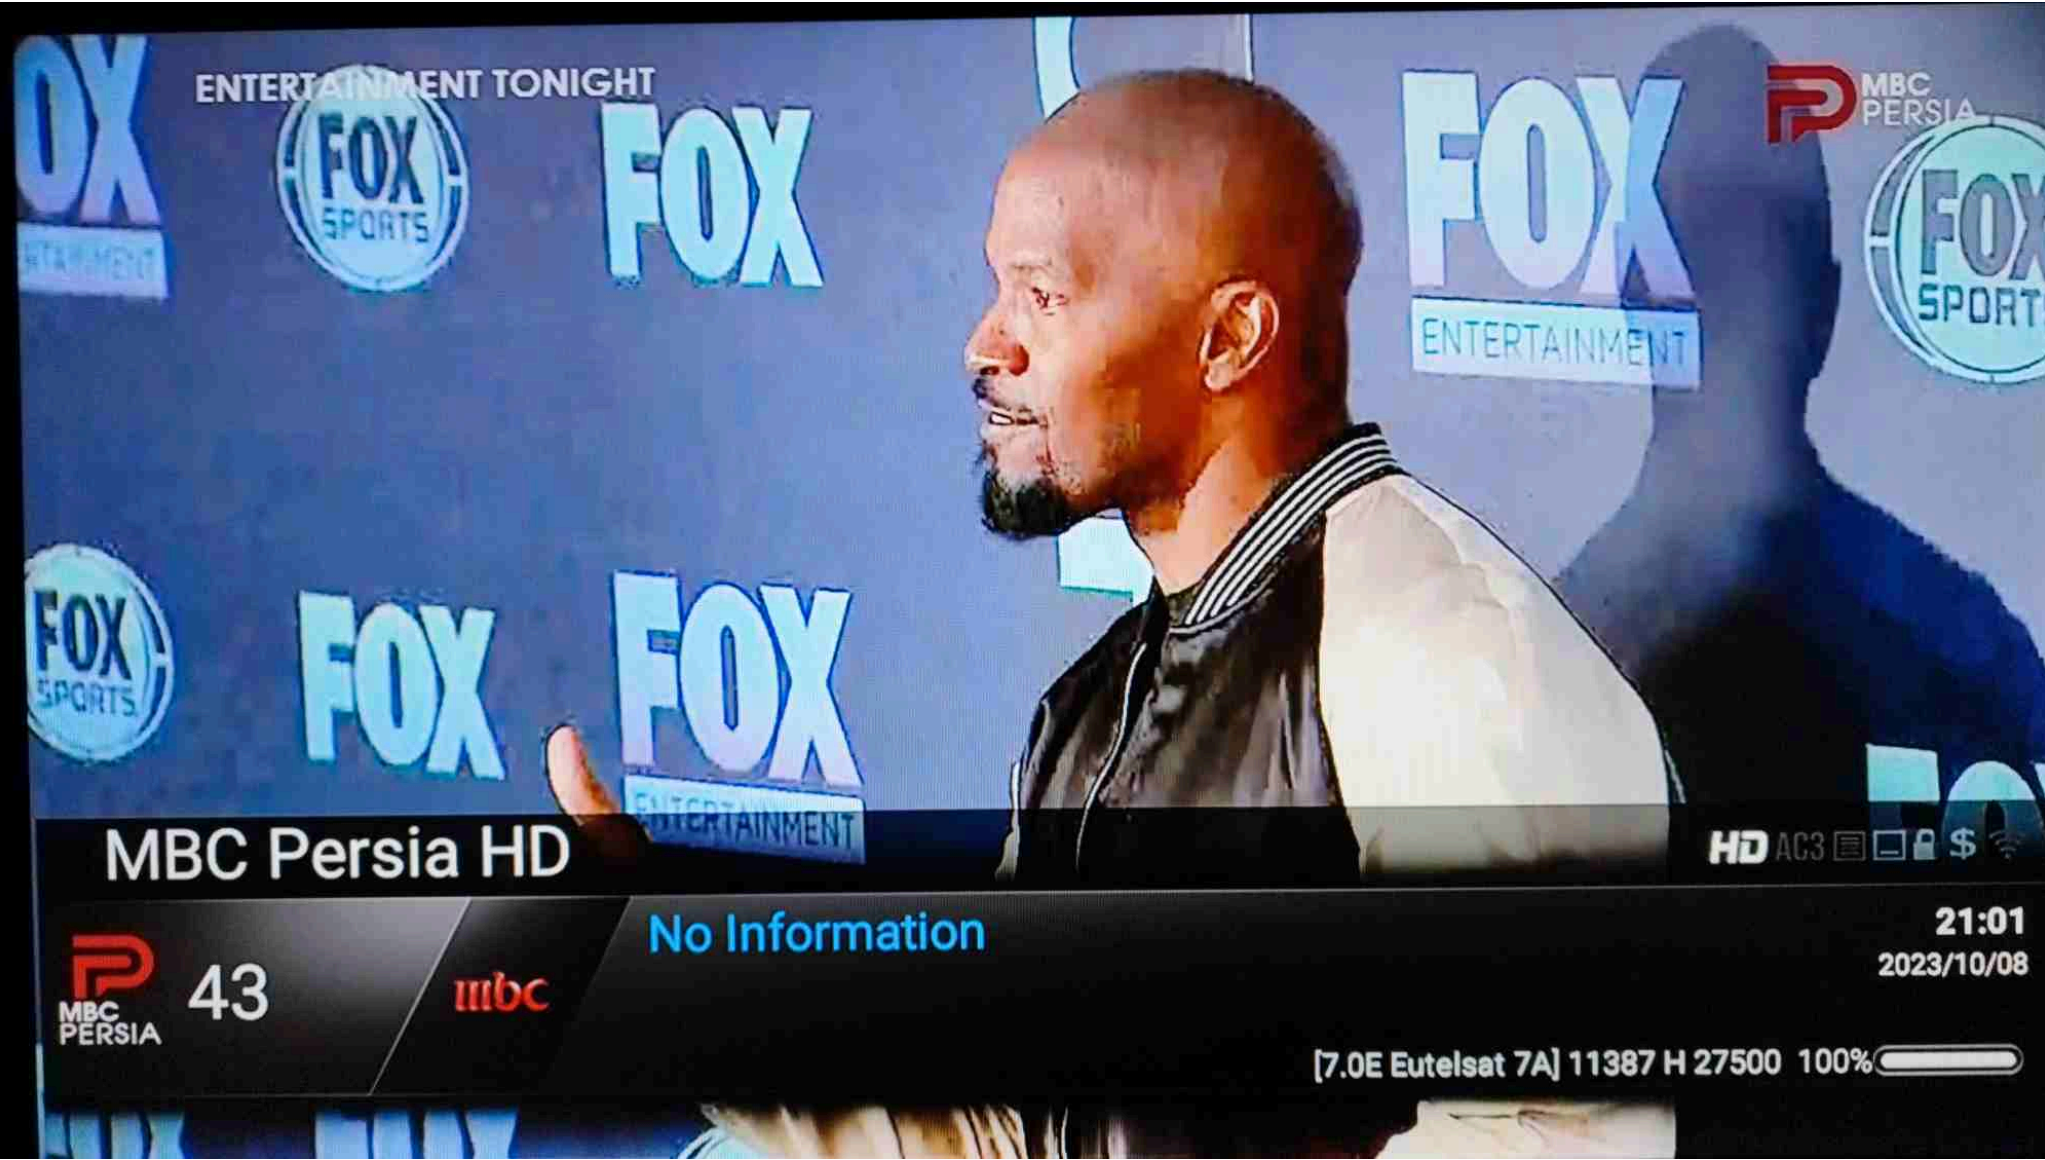 OX
ENTERTAINMENT TONIGHT
MBC
PERSIA
FOX
SPORTS
FOX
FOX
ENTERTAINMENT
FOX
SPORT
FOX
SPORTS
FOX
FOX
ENTERTAINMENT
MBC Persia HD
HD AC3 $
MBC
PERSIA
43
mbc
No Information
21:01
2023/10/08
[7.0E Eutelsat 7A] 11387 H 27500 100%